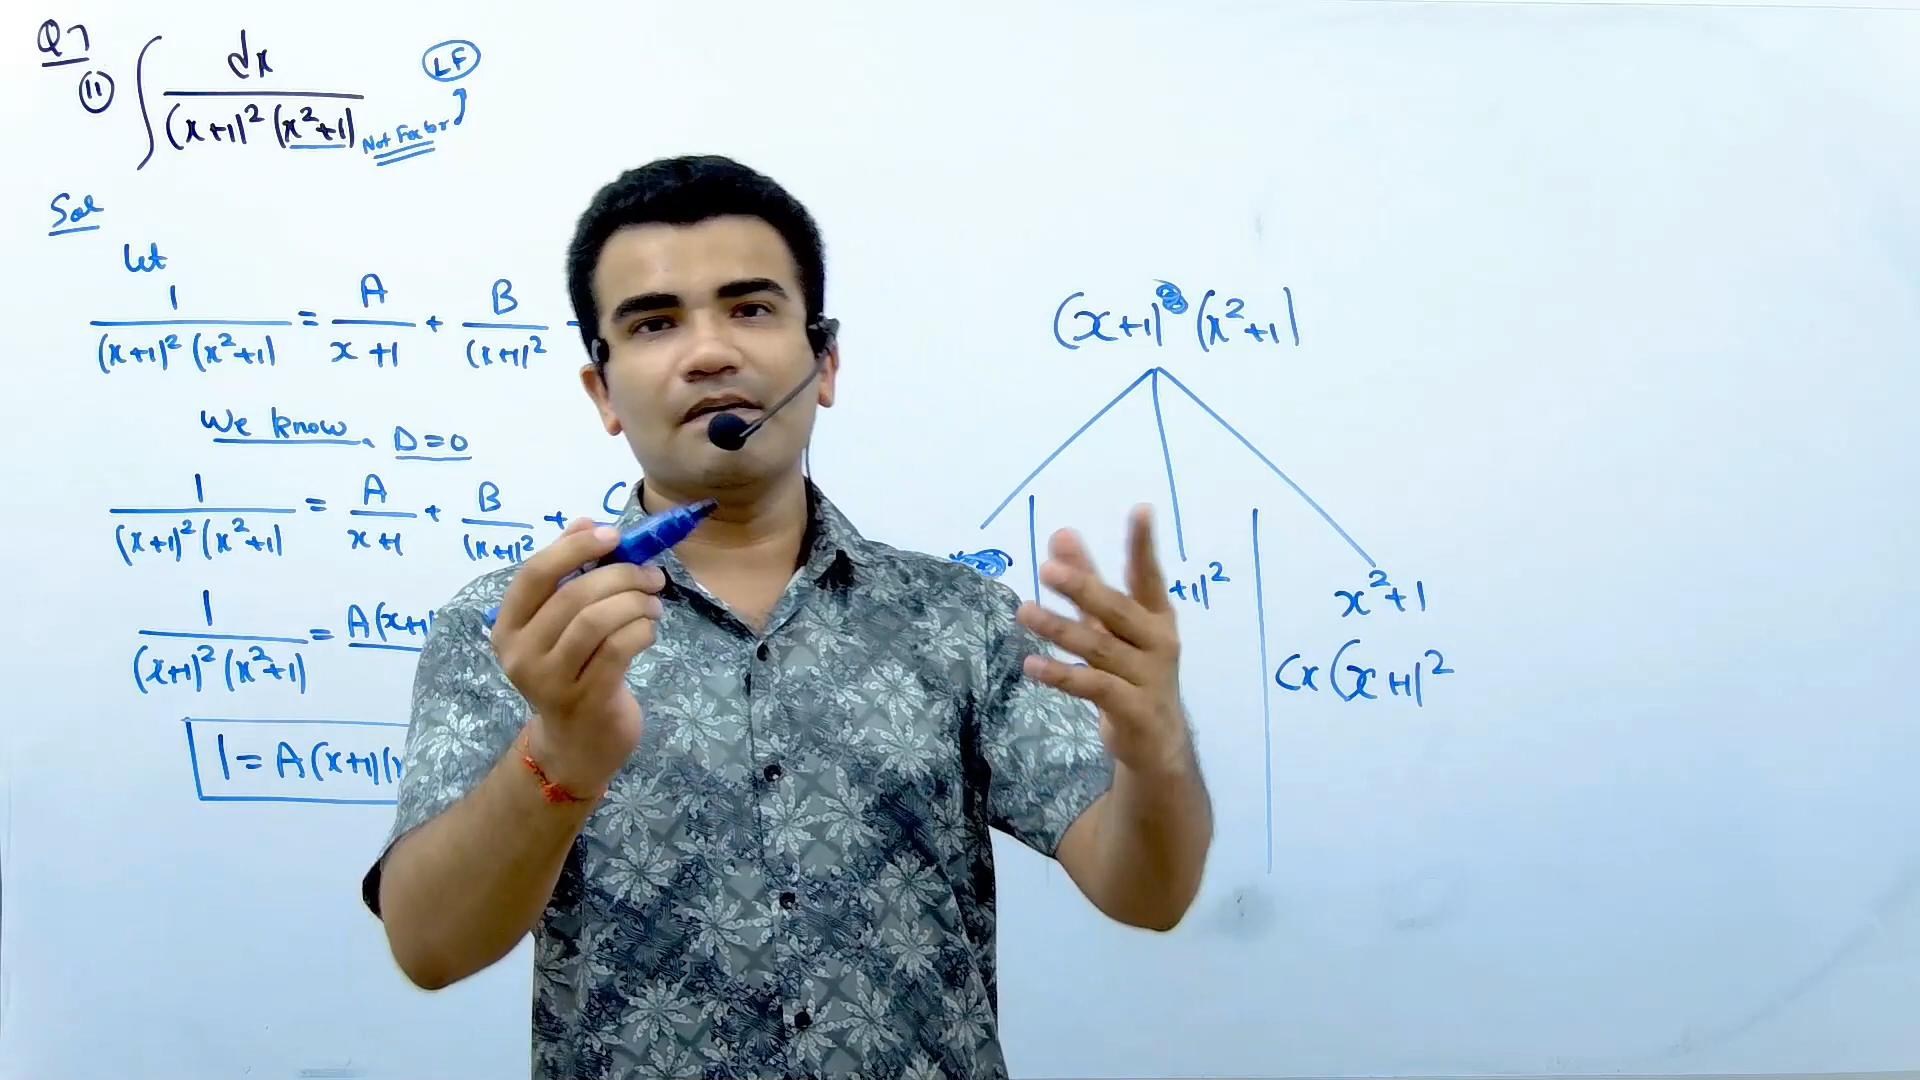 Q7
(11) ∫ dx / (x+1)² (x²+1)
LF
Not Factor
Sol
Let
1 / (x+1)² (x²+1) = A / x+1 + B / (x+1)²
We know, D=0
1 / (x+1)² (x²+1) = A / x+1 + B / (x+1)² + C
1 / (x+1)² (x²+1) = A(x+1)
1 = A(x+1)(x
(x+1) (x²+1)
+1)²
x²+1
Cx (x+1)²